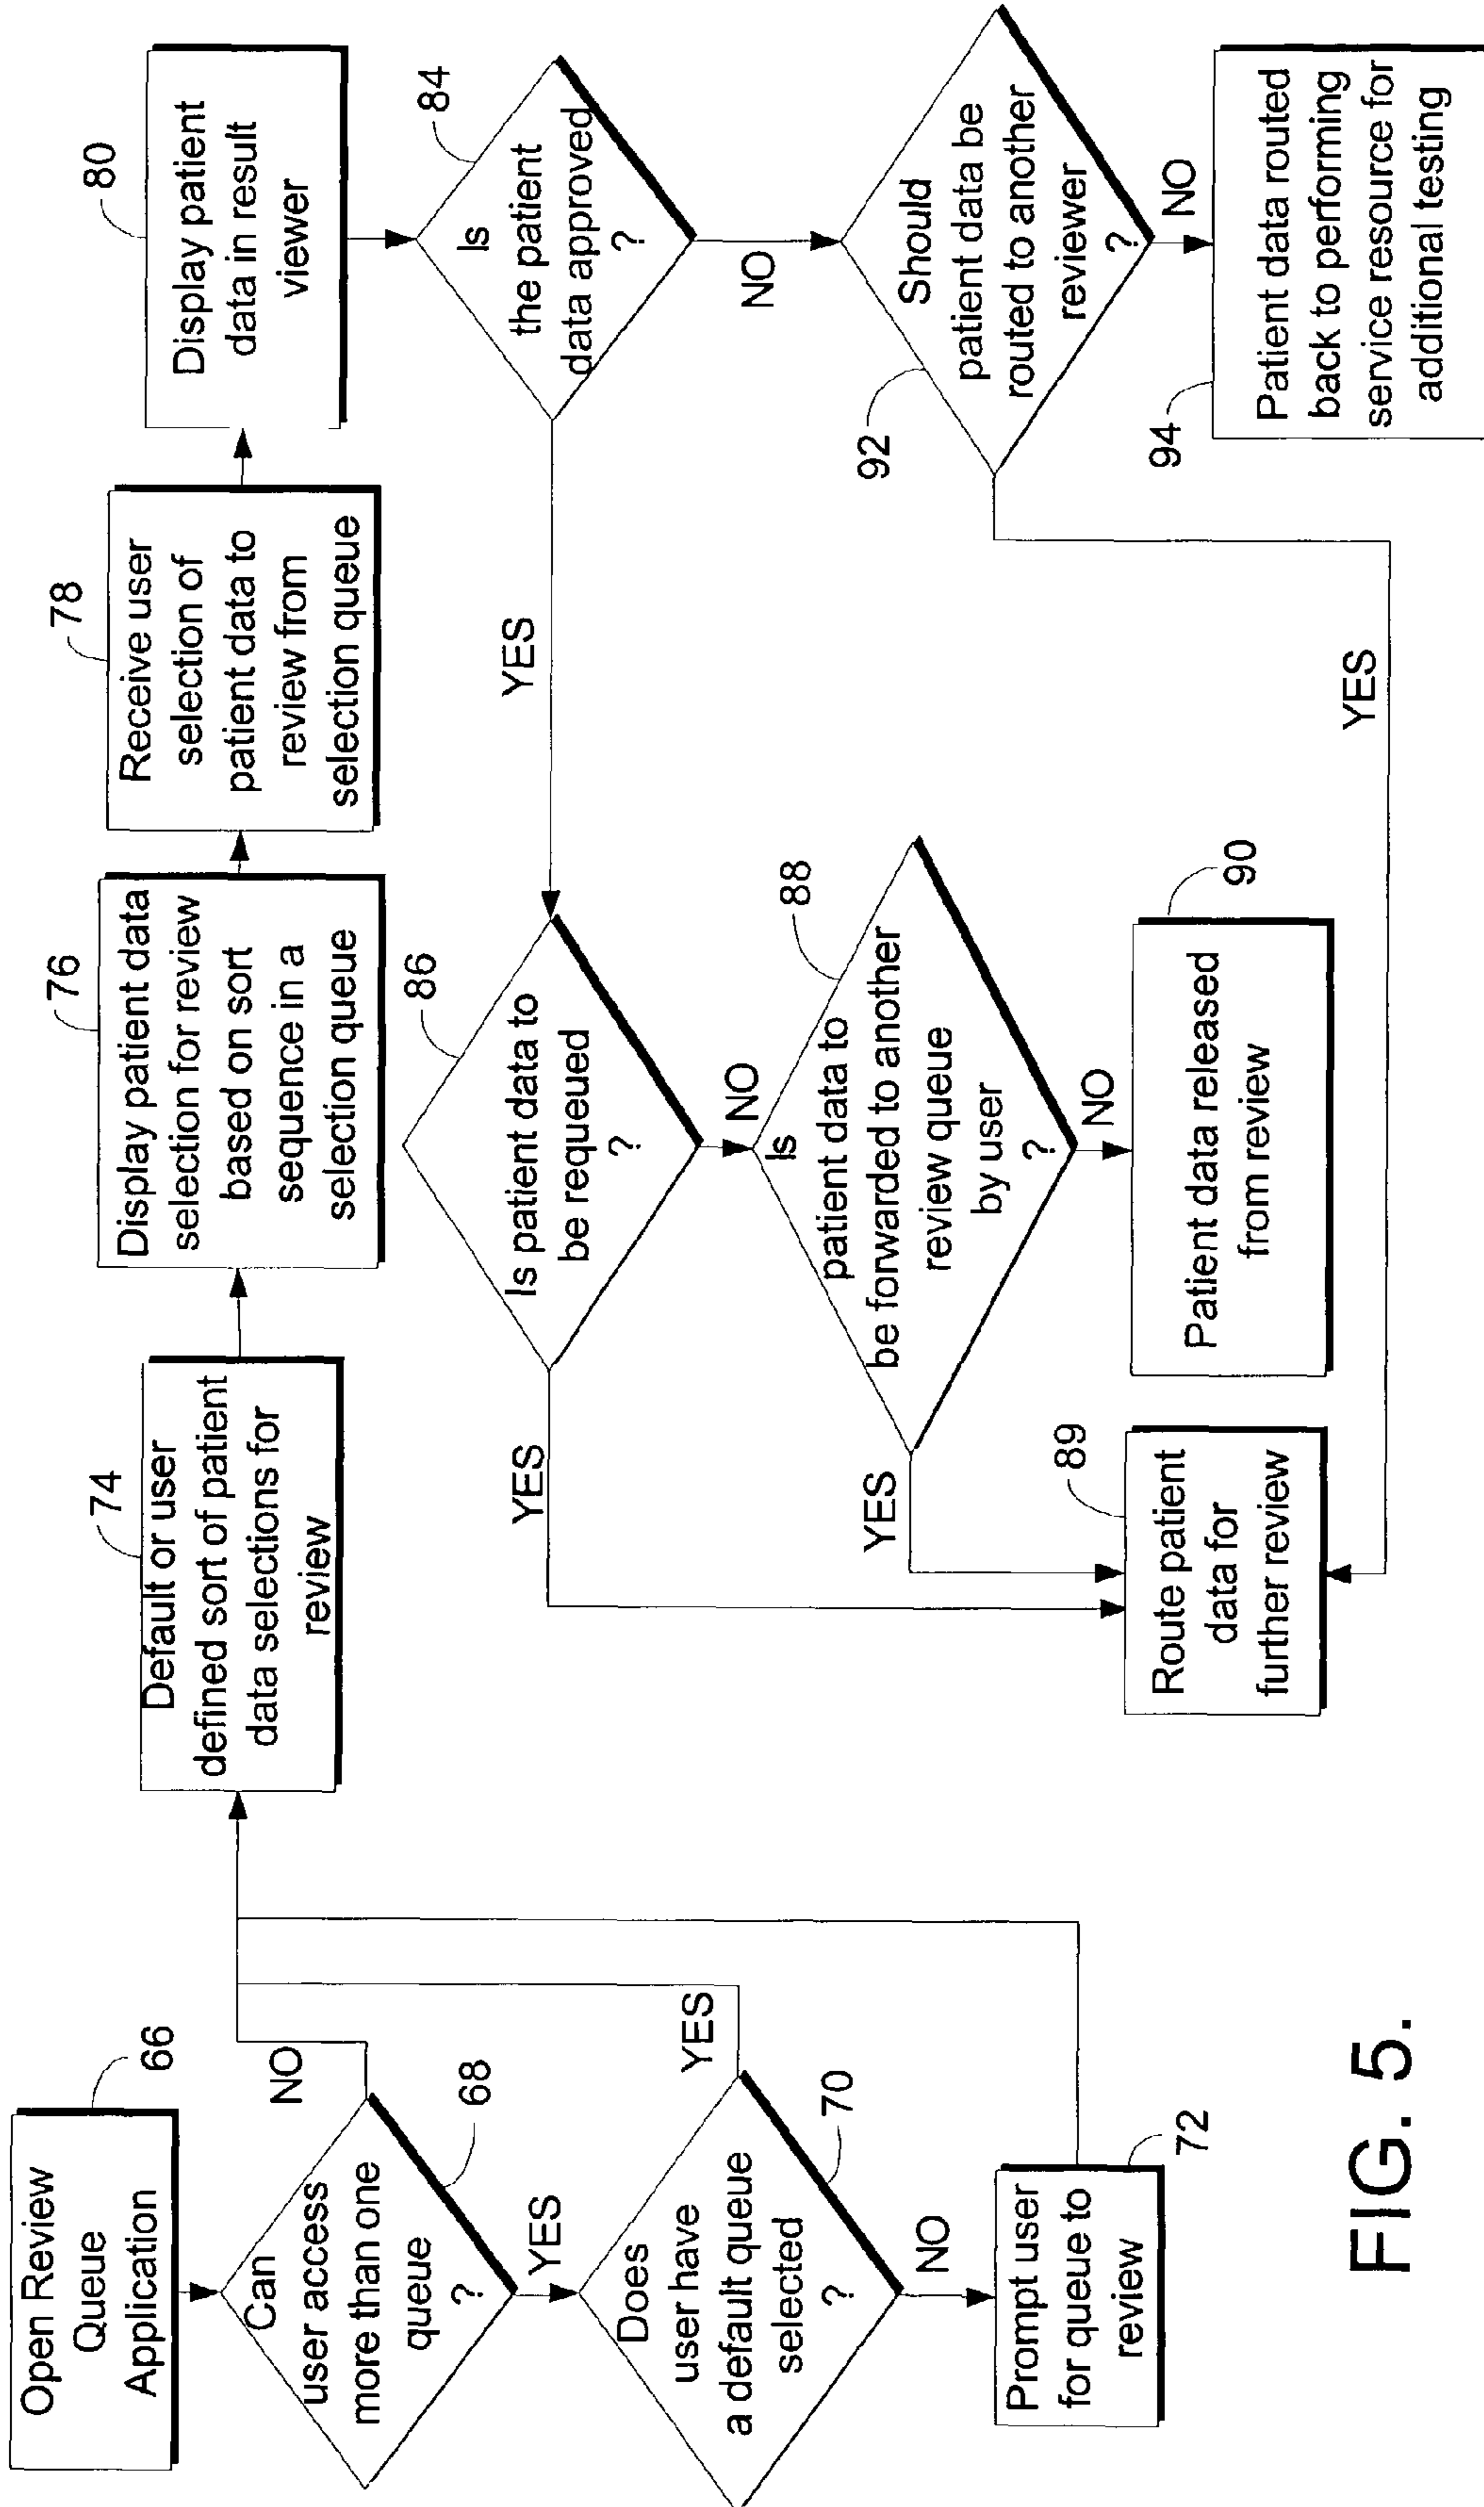 Open Review
Queue
Application
66
Can
user access
more than one
queue
?
68
NO
YES
Does
user have
a default queue
selected
?
70
YES
NO
Prompt user
for queue to
review
72
74
Default or user
defined sort of patient
data selections for
review
76
Display patient data
selection for review
based on sort
sequence in a
selection queue
78
Receive user
selection of
patient data to
review from
selection queue
80
Display patient
data in result
viewer
84
Is
the patient
data approved
?
YES
NO
86
Is patient data to
be requeued
?
YES
NO
88
Is
patient data to
be forwarded to another
review queue
by user
?
YES
NO
89
Route patient
data for
further review
90
Patient data released
from review
92
Should
patient data be
routed to another
reviewer
?
YES
NO
94
Patient data routed
back to performing
service resource for
additional testing
FIG. 5.